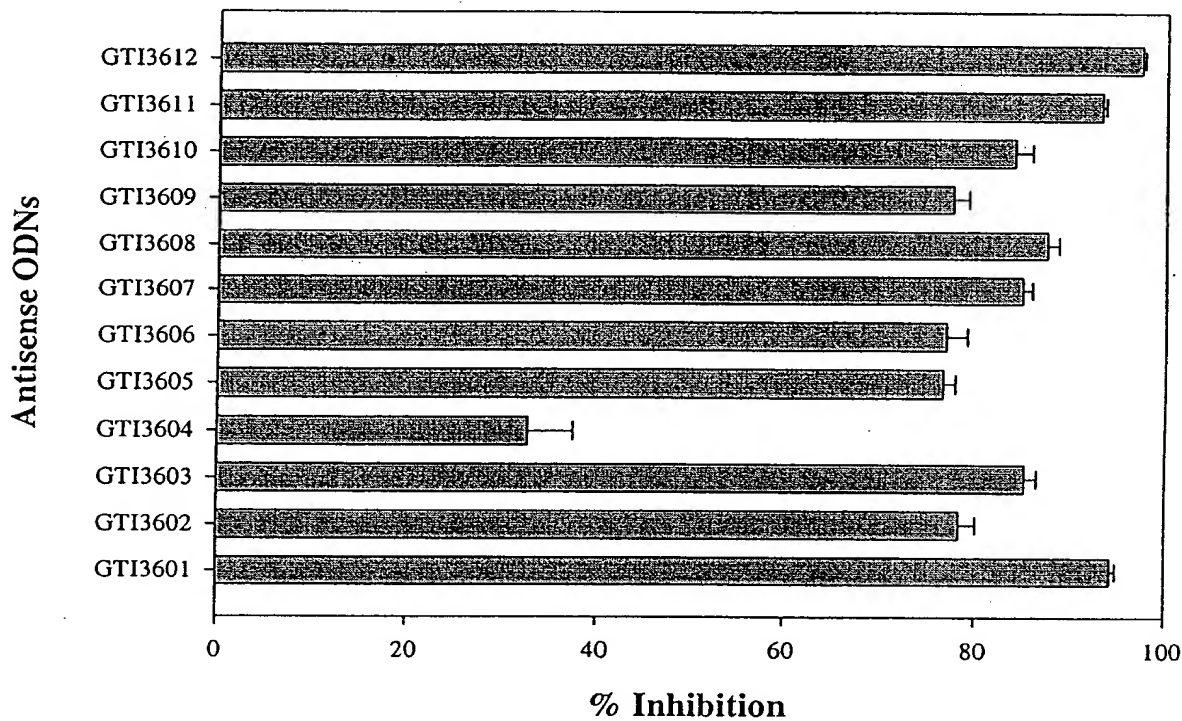 GTI3612
GTI3611
GTI3610
GTI3609
GTI3608
GTI3607
GTI3606
GTI3605
GTI3604
GTI3603
GTI3602
GTI3601
Antisense ODNs
0 20 40 60 80 100
% Inhibition